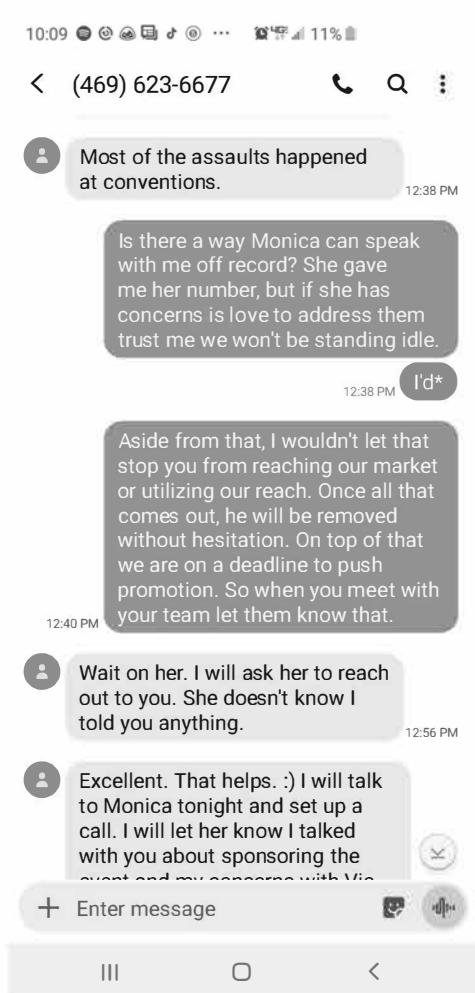 10:09 ... 11%
(469) 623-6677
Most of the assaults happened
at conventions.
12:38 PM
Is there a way Monica can speak
with me off record? She gave
me her number, but if she has
concerns is love to address them
trust me we won't be standing idle.
I'd*
12:38 PM
Aside from that, I wouldn't let that
stop you from reaching our market
or utilizing our reach. Once all that
comes out, he will be removed
without hesitation. On top of that
we are on a deadline to push
promotion. So when you meet with
your team let them know that.
12:40 PM
Wait on her. I will ask her to reach
out to you. She doesn't know I
told you anything.
12:56 PM
Excellent. That helps. :) I will talk
to Monica tonight and set up a
call. I will let her know I talked
with you about sponsoring the
event and my concerns with Vic
Enter message